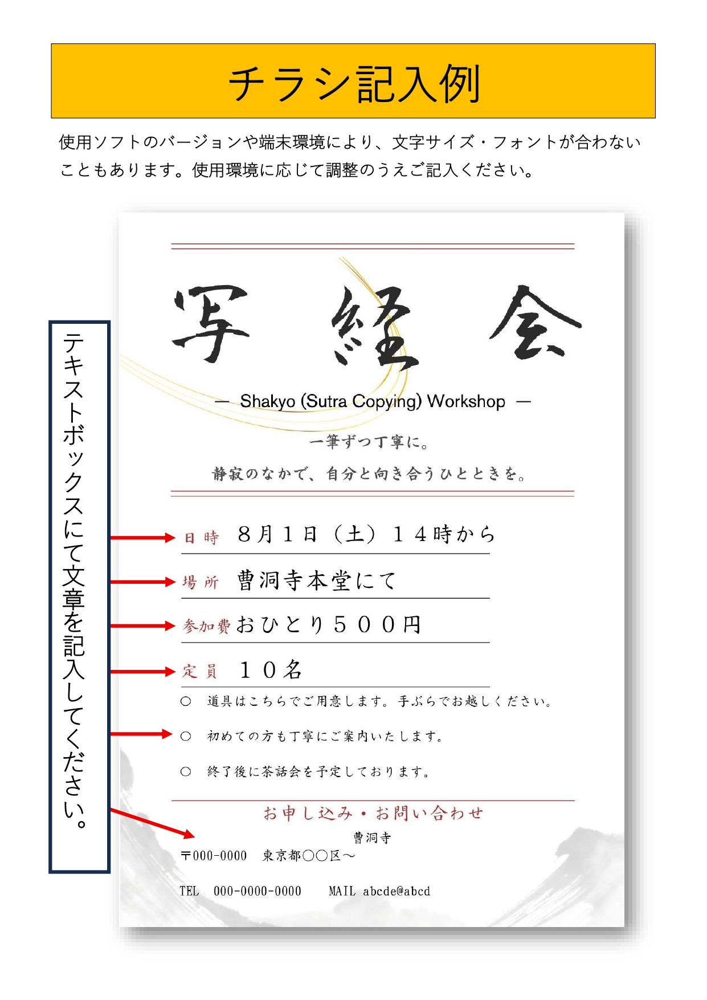 チラシ記入例
使用ソフトのバージョンや端末環境により、文字サイズ・フォントが合わない
こともあります。使用環境に応じて調整のうえご記入ください。
テキストボックスにて文章を記入してください。
写経会
― Shakyo (Sutra Copying) Workshop ―
一筆ずつ丁寧に。
静寂のなかで、自分と向き合うひとときを。
日時 8月1日（土）14時から
場所 曹洞寺本堂にて
参加費 おひとり500円
定員 10名
○ 道具はこちらでご用意します。手ぶらでお越しください。
○ 初めての方も丁寧にご案内いたします。
○ 終了後に茶話会を予定しております。
お申し込み・お問い合わせ
曹洞寺
〒000-0000 東京都○○区～
TEL 000-0000-0000 MAIL abcde@abcd